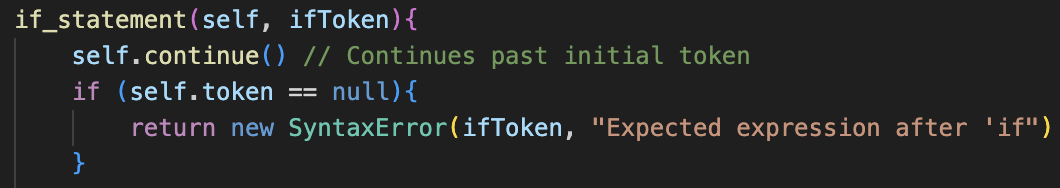 if_statement(self, ifToken){
self.continue() // Continues past initial token
if (self.token == null){
return new SyntaxError(ifToken, "Expected expression after 'if")
}